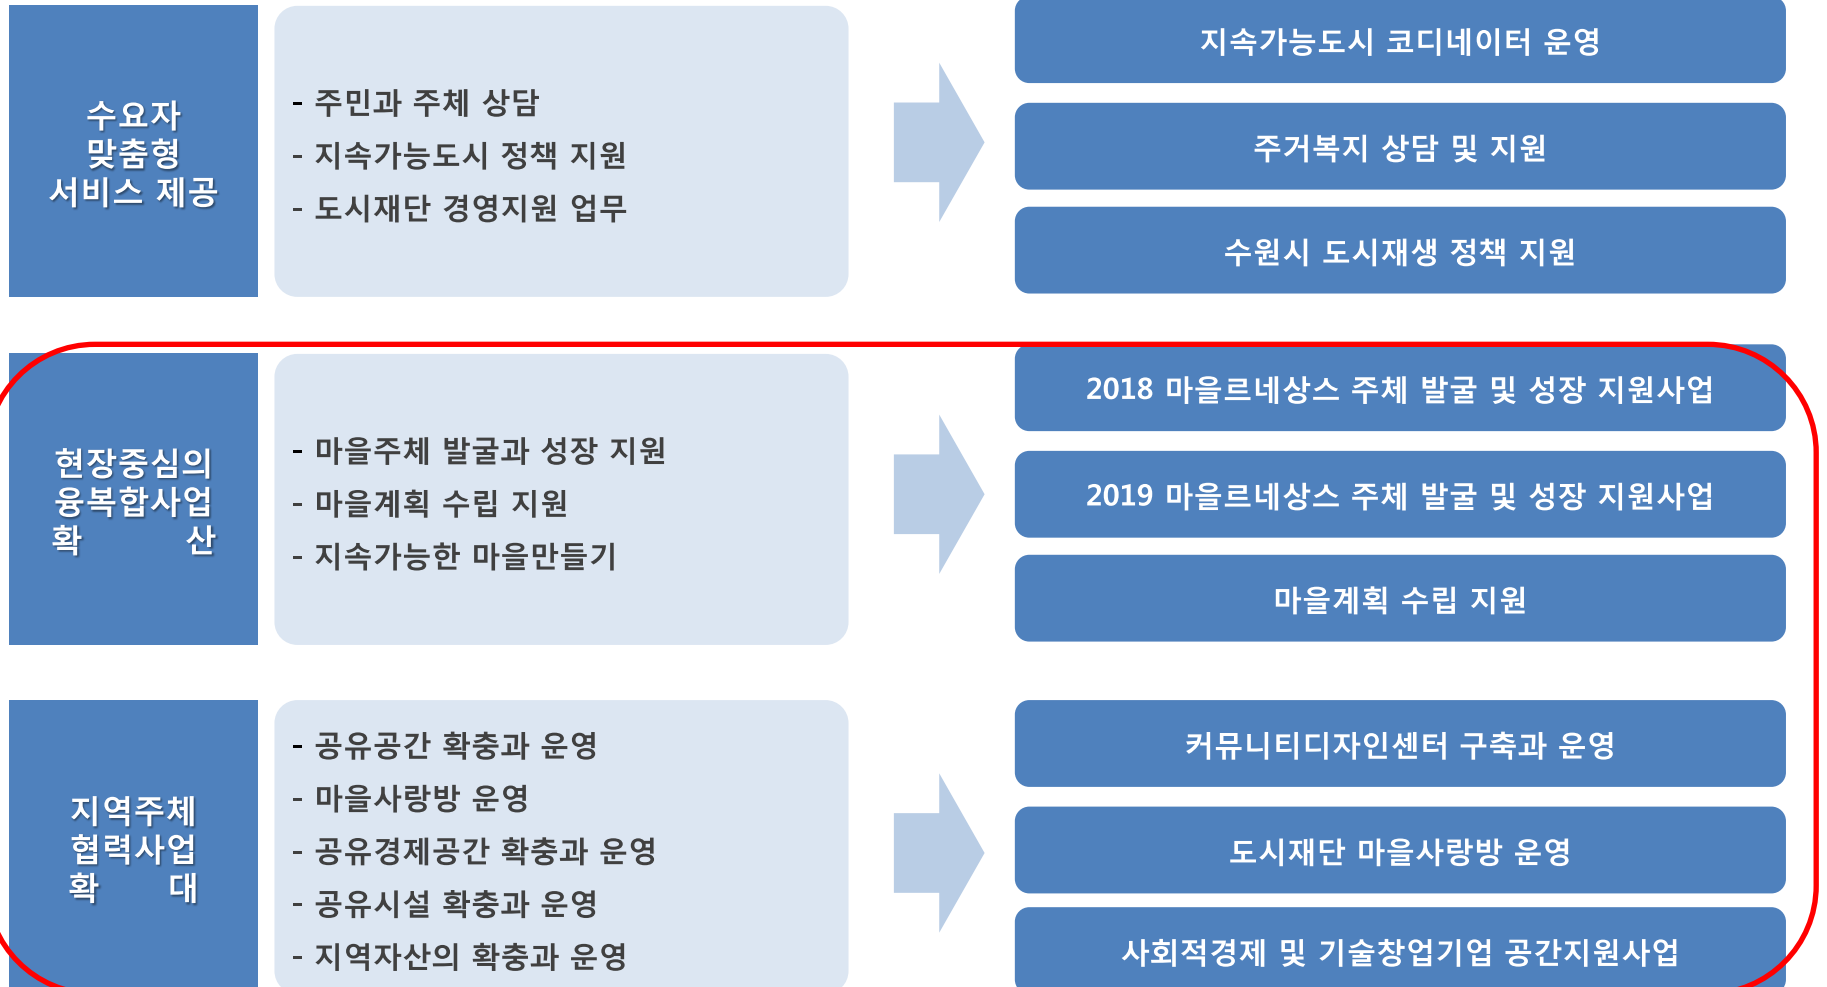 수요자
맞춤형
서비스 제공
- 주민과 주체 상담
- 지속가능도시 정책 지원
- 도시재단 경영지원 업무
지속가능도시 코디네이터 운영
주거복지 상담 및 지원
수원시 도시재생 정책 지원
현장중심의
융복합사업
확 산
- 마을주체 발굴과 성장 지원
- 마을계획 수립 지원
- 지속가능한 마을만들기
2018 마을르네상스 주체 발굴 및 성장 지원사업
2019 마을르네상스 주체 발굴 및 성장 지원사업
마을계획 수립 지원
지역주체
협력사업
확 대
- 공유공간 확충과 운영
- 마을사랑방 운영
- 공유경제공간 확충과 운영
- 공유시설 확충과 운영
- 지역자산의 확충과 운영
커뮤니티디자인센터 구축과 운영
도시재단 마을사랑방 운영
사회적경제 및 기술창업기업 공간지원사업